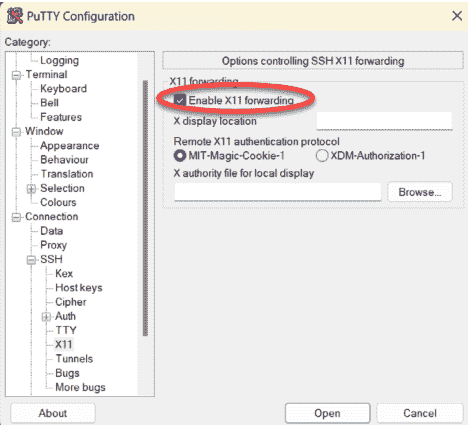 PuTTY Configuration
Category:
Logging
Terminal
Keyboard
Bell
Features
Window
Appearance
Behaviour
Translation
Selection
Colours
Connection
Data
Proxy
SSH
Kex
Host keys
Cipher
Auth
TTY
X11
Tunnels
Bugs
More bugs
Options controlling SSH X11 forwarding
X11 forwarding
Enable X11 forwarding
X display location
Remote X11 authentication protocol
MIT-Magic-Cookie-1 XDM-Authorization-1
X authority file for local display
Browse...
About Open Cancel